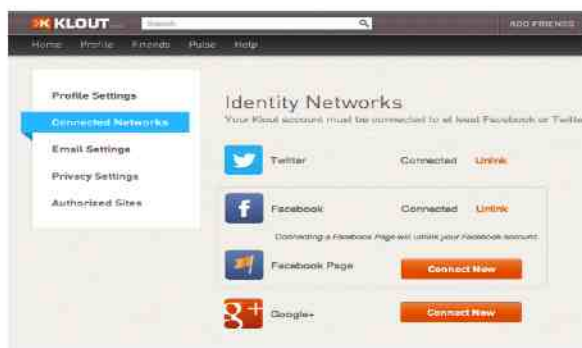 KLOUT
Search
ADD FRIENDS
Home Profile Friends Pulse Help
Profile Settings
Connected Networks
Email Settings
Privacy Settings
Authorized Sites
Identity Networks
Your Klout account must be connected to at least Facebook or Twitte
Twitter Connected Unlink
f Facebook Connected Unlink
Connecting a Facebook Page will unlink your Facebook account.
Facebook Page Connect Now
g+ Google+ Connect Now